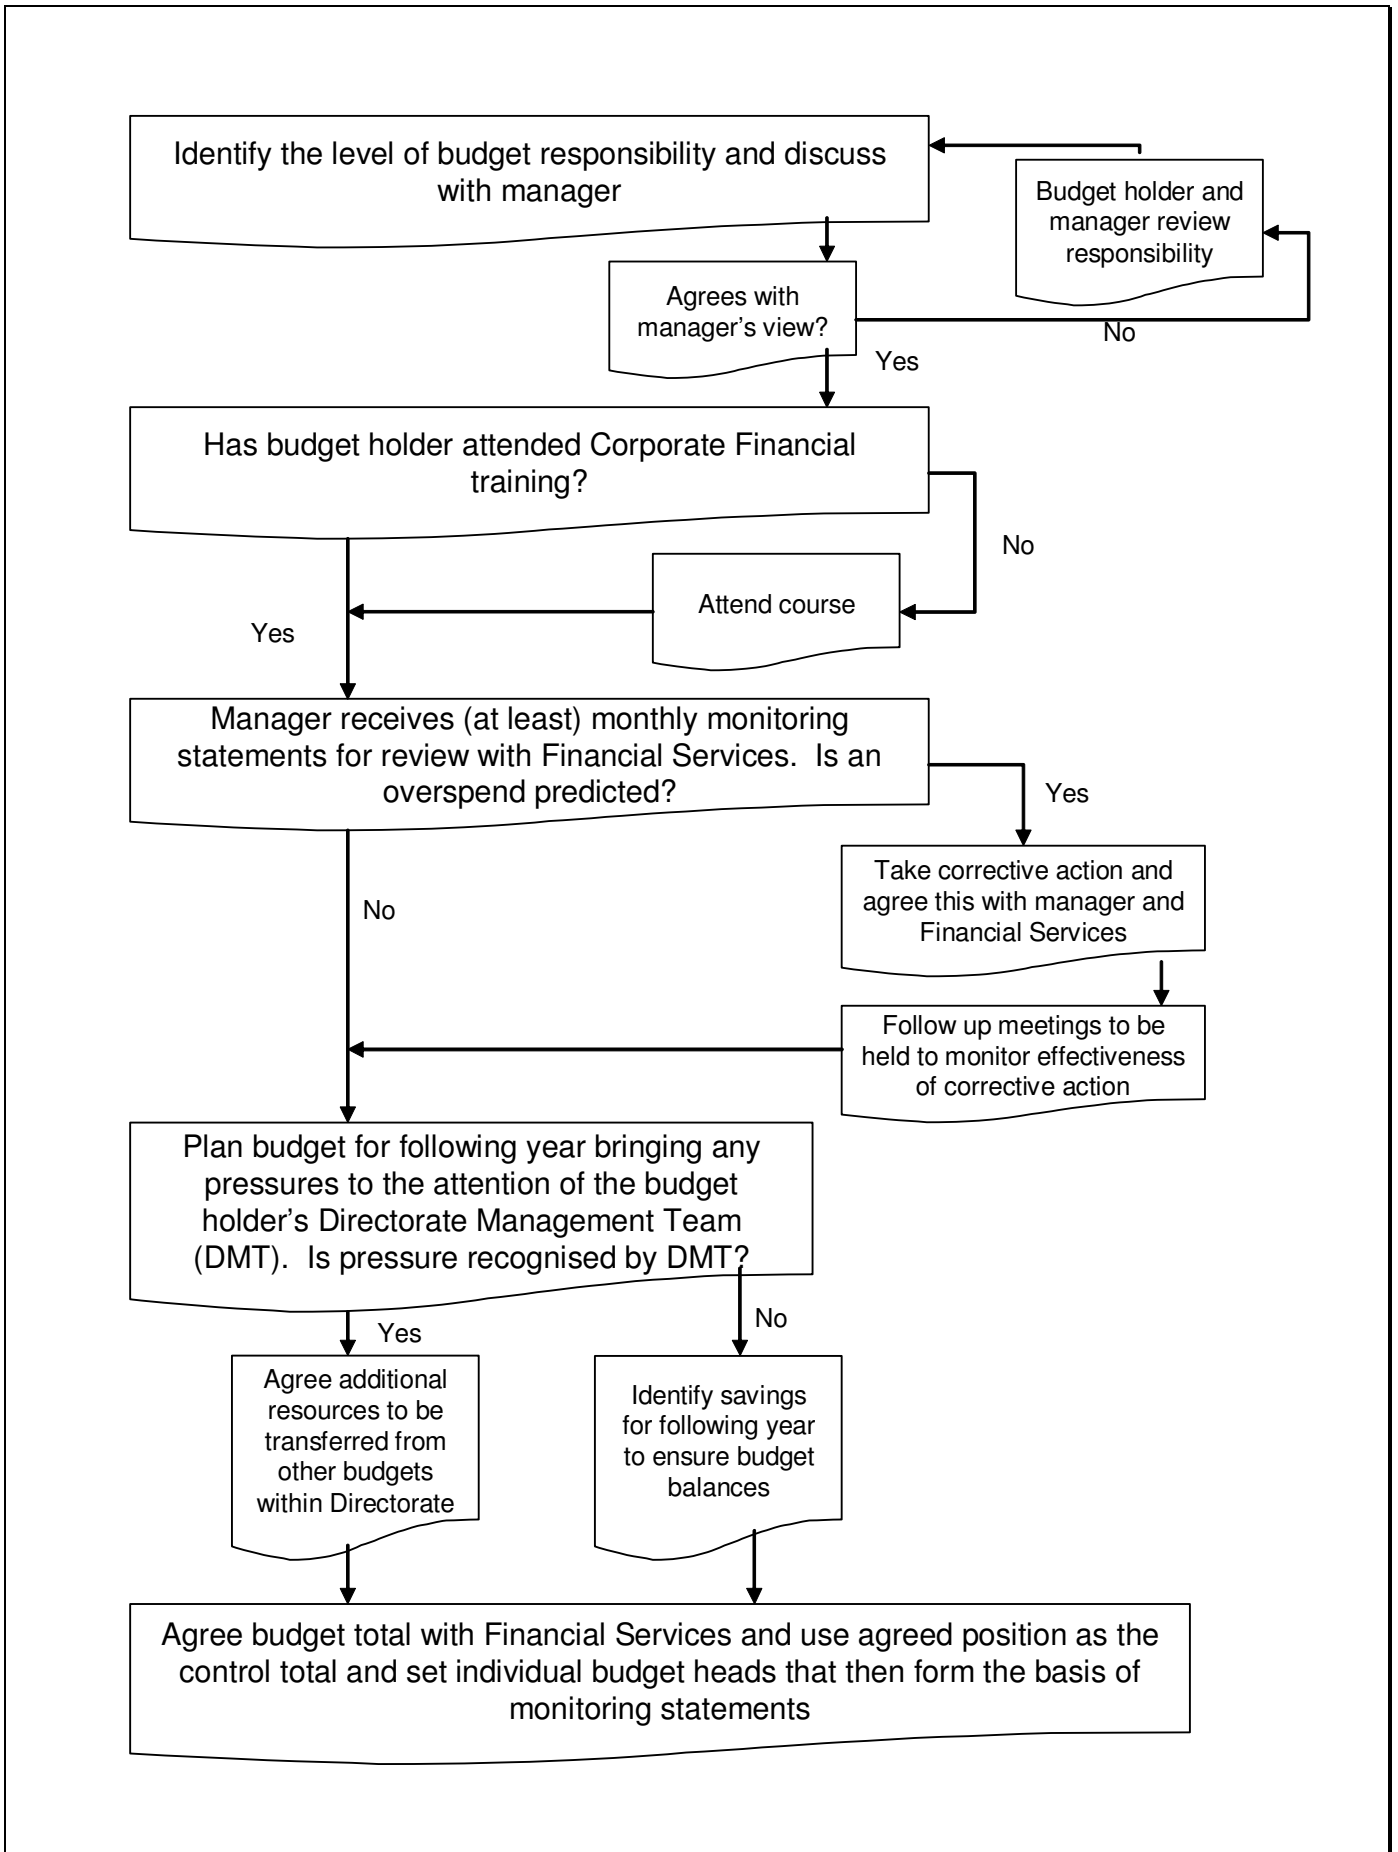 Identify the level of budget responsibility and discuss
with manager
Budget holder and
manager review
responsibility
Agrees with
manager’s view?
No
Yes
Has budget holder attended Corporate Financial
training?
No
Attend course
Yes
Manager receives (at least) monthly monitoring
statements for review with Financial Services.  Is an
overspend predicted?
Yes
Take corrective action and
agree this with manager and
Financial Services
No
Follow up meetings to be
held to monitor effectiveness
of corrective action
Plan budget for following year bringing any
pressures to the attention of the budget
holder’s Directorate Management Team
(DMT).  Is pressure recognised by DMT?
Yes
No
Agree additional
resources to be
transferred from
other budgets
within Directorate
Identify savings
for following year
to ensure budget
balances
Agree budget total with Financial Services and use agreed position as the
control total and set individual budget heads that then form the basis of
monitoring statements